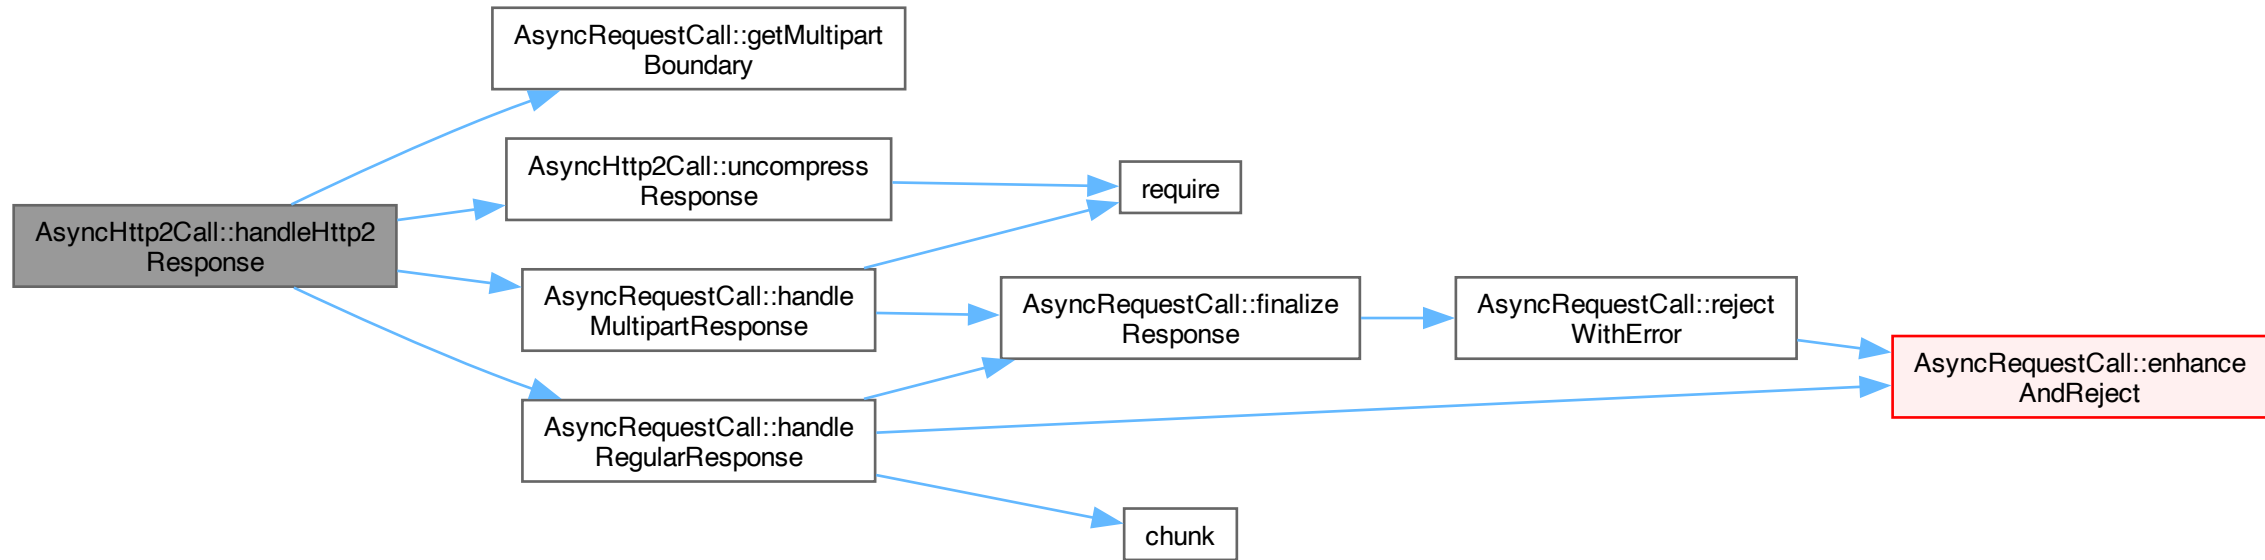 AsyncHttp2Call::handleHttp2
Response
AsyncRequestCall::getMultipart
Boundary
AsyncHttp2Call::uncompress
Response
AsyncRequestCall::handle
MultipartResponse
AsyncRequestCall::handle
RegularResponse
require
AsyncRequestCall::finalize
Response
chunk
AsyncRequestCall::reject
WithError
AsyncRequestCall::enhance
AndReject